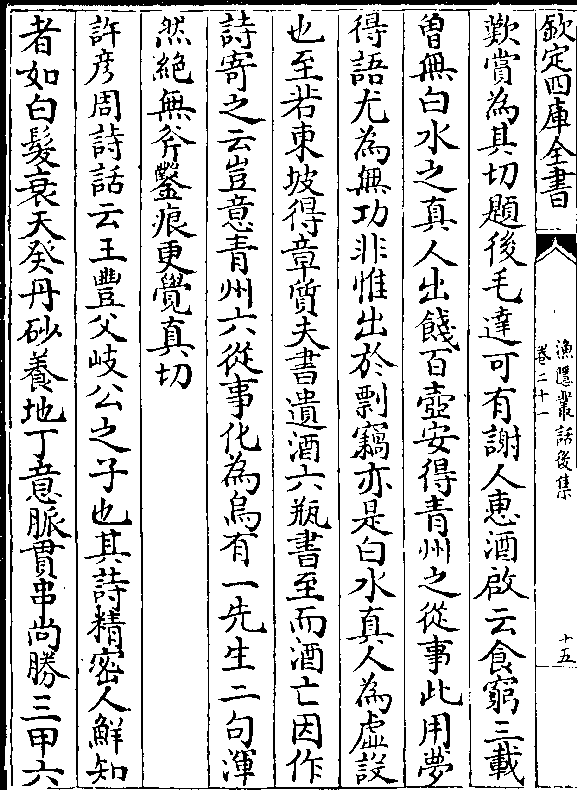 欽定四庫全書
漁隱叢話後集
卷二十一
十五
歎賞為具切題後毛達可有謝人惠酒啟云食窮三載
曽無白水之真人出餞百壺安得青州之從事此用夢
得語尤為無功非惟出於剽竊亦是白水真人為虛設
也至若東坡得章質夫書遺酒六瓶書至而酒亡因作
詩寄之云豈意青州六從事化為烏有一先生二句渾
然絶無斧鑿痕更覺真切
許彦周詩話云王豐父岐公之子也其詩精密人鮮知
者如白髮衰天癸丹砂養地丁意脈貫串尚勝三甲六